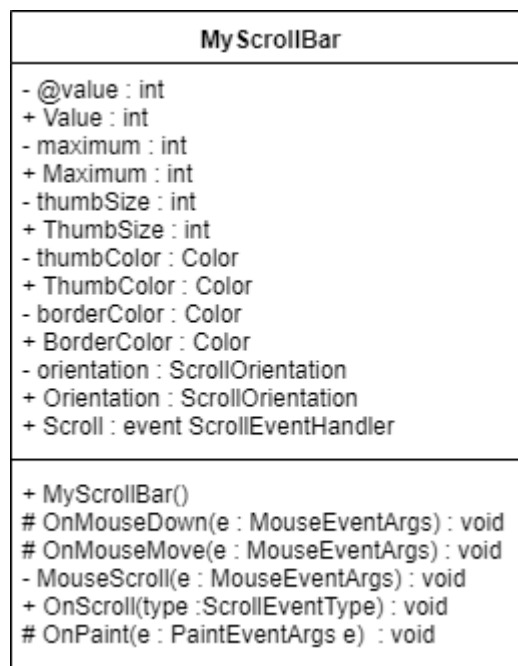 MyScrollBar
- @value : int
+ Value : int
- maximum : int
+ Maximum : int
- thumbSize : int
+ ThumbSize : int
- thumbColor : Color
+ ThumbColor : Color
- borderColor : Color
+ BorderColor : Color
- orientation : ScrollOrientation
+ Orientation : ScrollOrientation
+ Scroll : event ScrollEventHandler
+ MyScrollBar()
# OnMouseDown(e : MouseEventArgs) : void
# OnMouseMove(e : MouseEventArgs) : void
- MouseScroll(e : MouseEventArgs) : void
+ OnScroll(type :ScrollEventType) : void
# OnPaint(e : PaintEventArgs e) : void